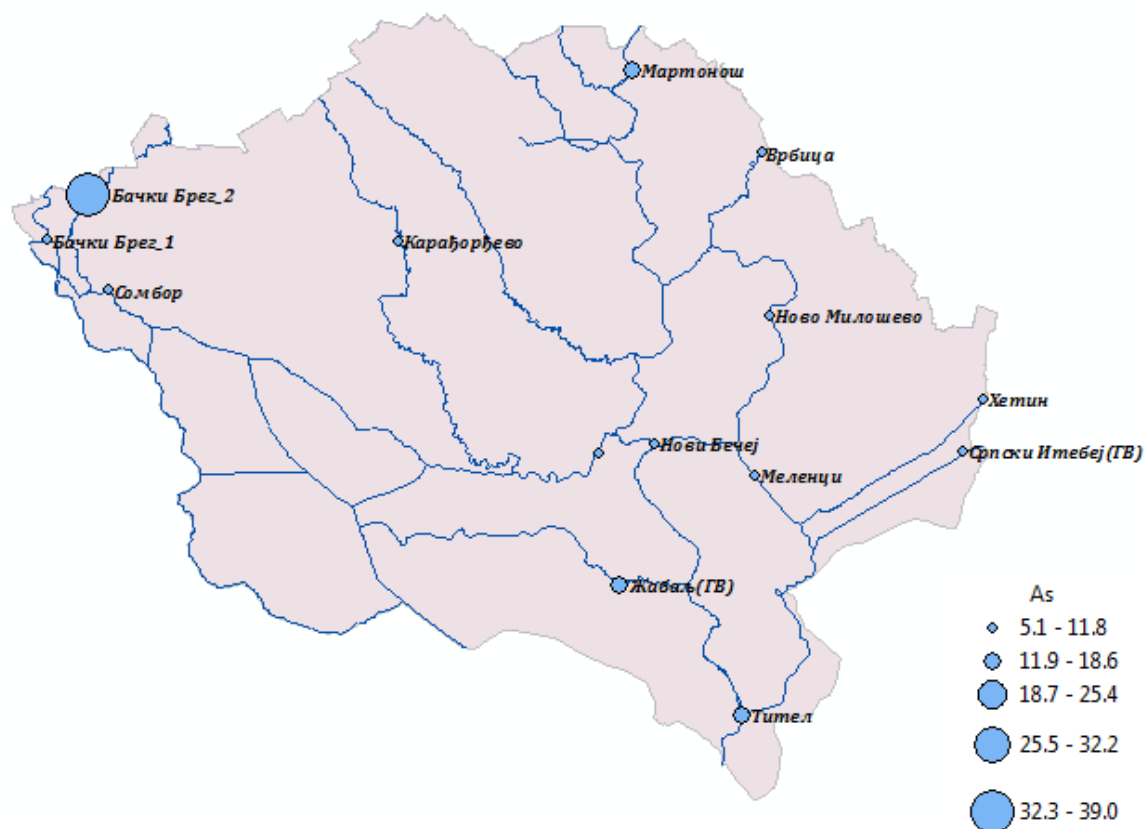 Мартонош
Врбица
Бачки Брег_2
Бачки Брег_1
Карађорђево
Сомбор
Ново Милошево
Хетин
Нови Бечеј
Српски Итебеј(ГВ)
Меленци
Жабаљ(ГВ)
Тител
As
5.1 - 11.8
11.9 - 18.6
18.7 - 25.4
25.5 - 32.2
32.3 - 39.0